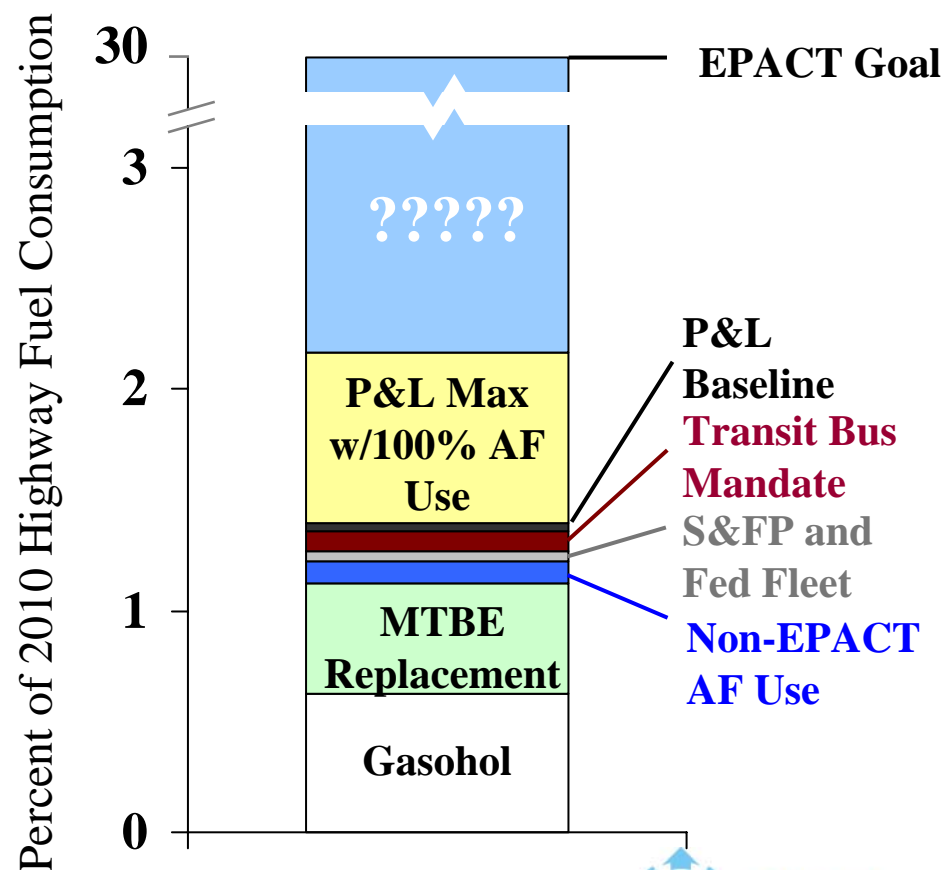 Percent of 2010 Highway Fuel Consumption
30
3
2
1
0
EPACT Goal
?????
P&L Max
w/100% AF
Use
MTBE
Replacement
Gasohol
P&L
Baseline
Transit Bus
Mandate
S&FP and
Fed Fleet
Non-EPACT
AF Use